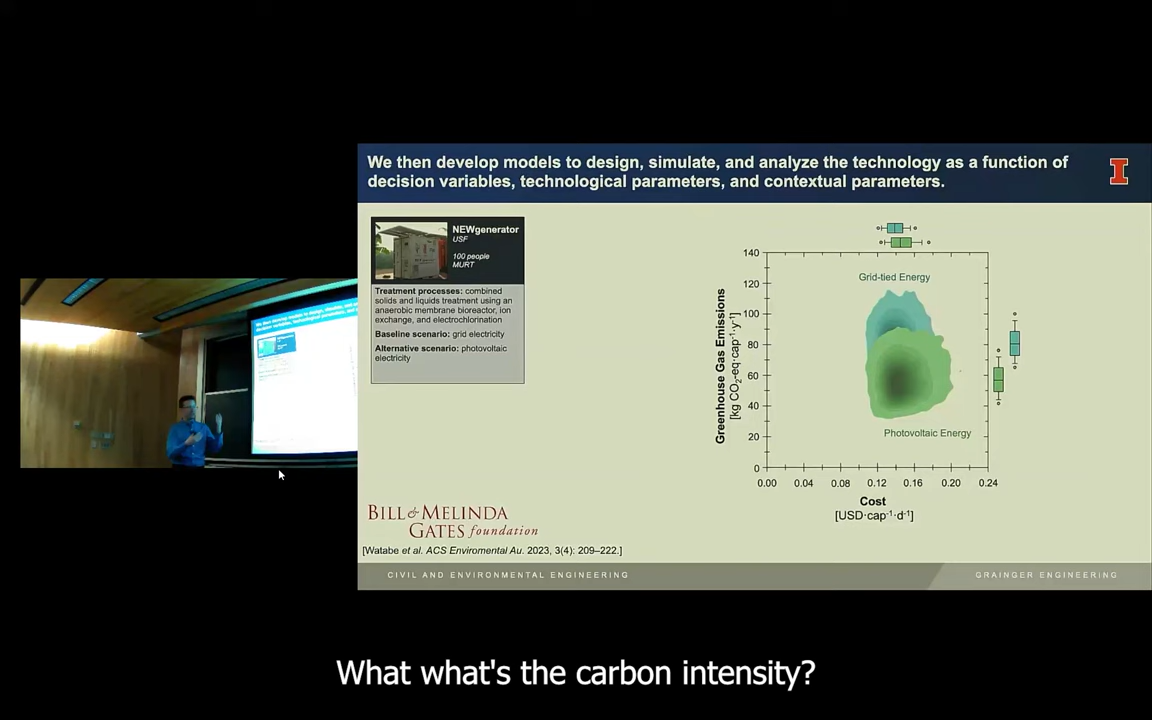 We then develop models to design, simulate, and analyze the technology as a function of
decision variables, technological parameters, and contextual parameters.
NEWgenerator
USF
100 people
MURT
Treatment processes: combined
solids and liquids treatment using an
anaerobic membrane bioreactor, ion
exchange, and electrochlorination
Baseline scenario: grid electricity
Alternative scenario: photovoltaic
electricity
Greenhouse Gas Emissions
[kg CO2-eq·cap-1·y-1]
140
120
100
80
60
40
20
0
Grid-tied Energy
Photovoltaic Energy
0.00 0.04 0.08 0.12 0.16 0.20 0.24
Cost
[USD·cap-1·d-1]
BILL & MELINDA
GATES foundation
[Watabe et al. ACS Enviromental Au. 2023, 3(4): 209–222.]
CIVIL AND ENVIRONMENTAL ENGINEERING
GRAINGER ENGINEERING
What what's the carbon intensity?